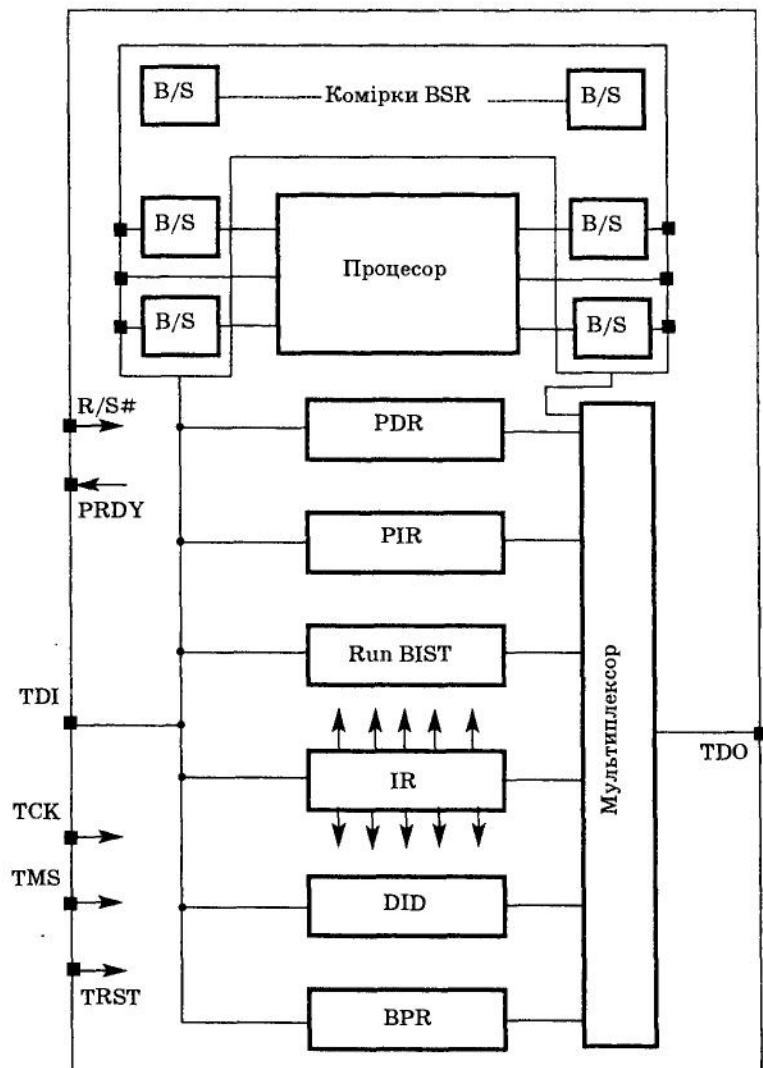 B/S
Комірки BSR
B/S
B/S
B/S
Процесор
B/S
B/S
R/S#
PDR
PRDY
PIR
Run BIST
TDI
IR
Мультиплексор
TDO
TCK
TMS
DID
TRST
BPR